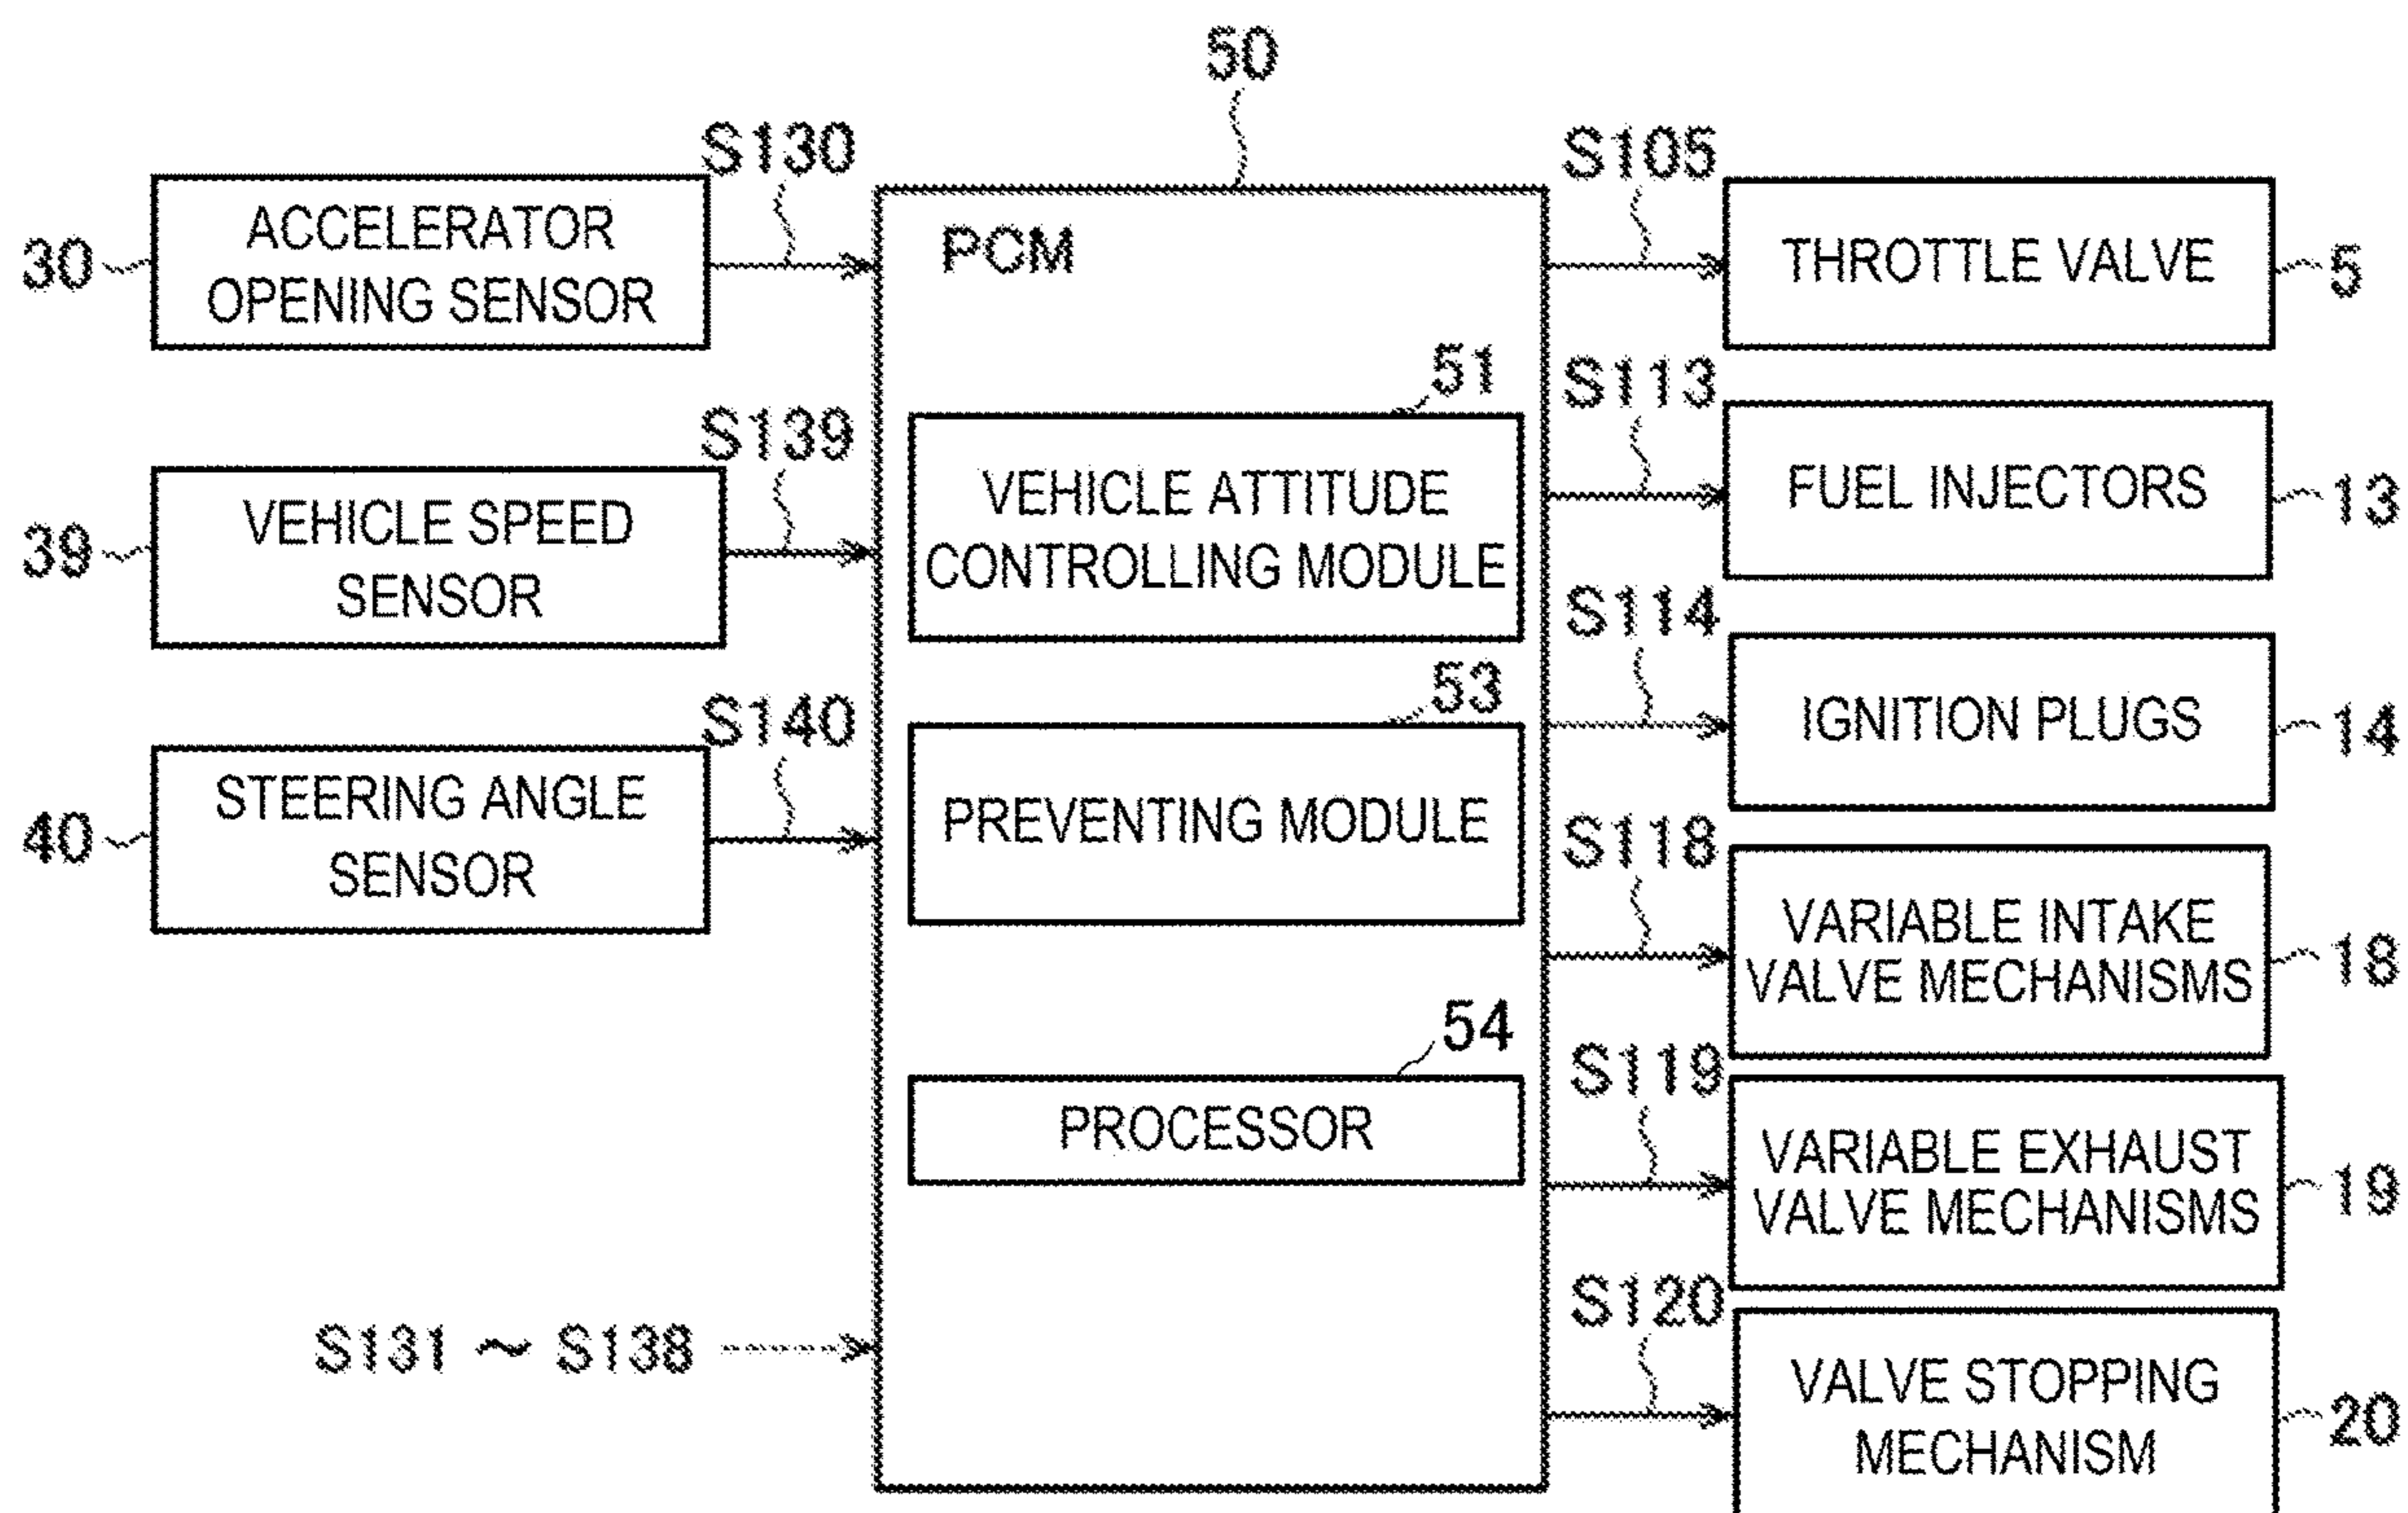 50
S130
ACCELERATOR
OPENING SENSOR
30
S139
VEHICLE SPEED
SENSOR
39
S140
STEERING ANGLE
SENSOR
40
S131 ~ S138
PCM
51
VEHICLE ATTITUDE
CONTROLLING MODULE
53
PREVENTING MODULE
54
PROCESSOR
S105
THROTTLE VALVE
5
S113
FUEL INJECTORS
13
S114
IGNITION PLUGS
14
S118
VARIABLE INTAKE
VALVE MECHANISMS
18
S119
VARIABLE EXHAUST
VALVE MECHANISMS
19
S120
VALVE STOPPING
MECHANISM
20